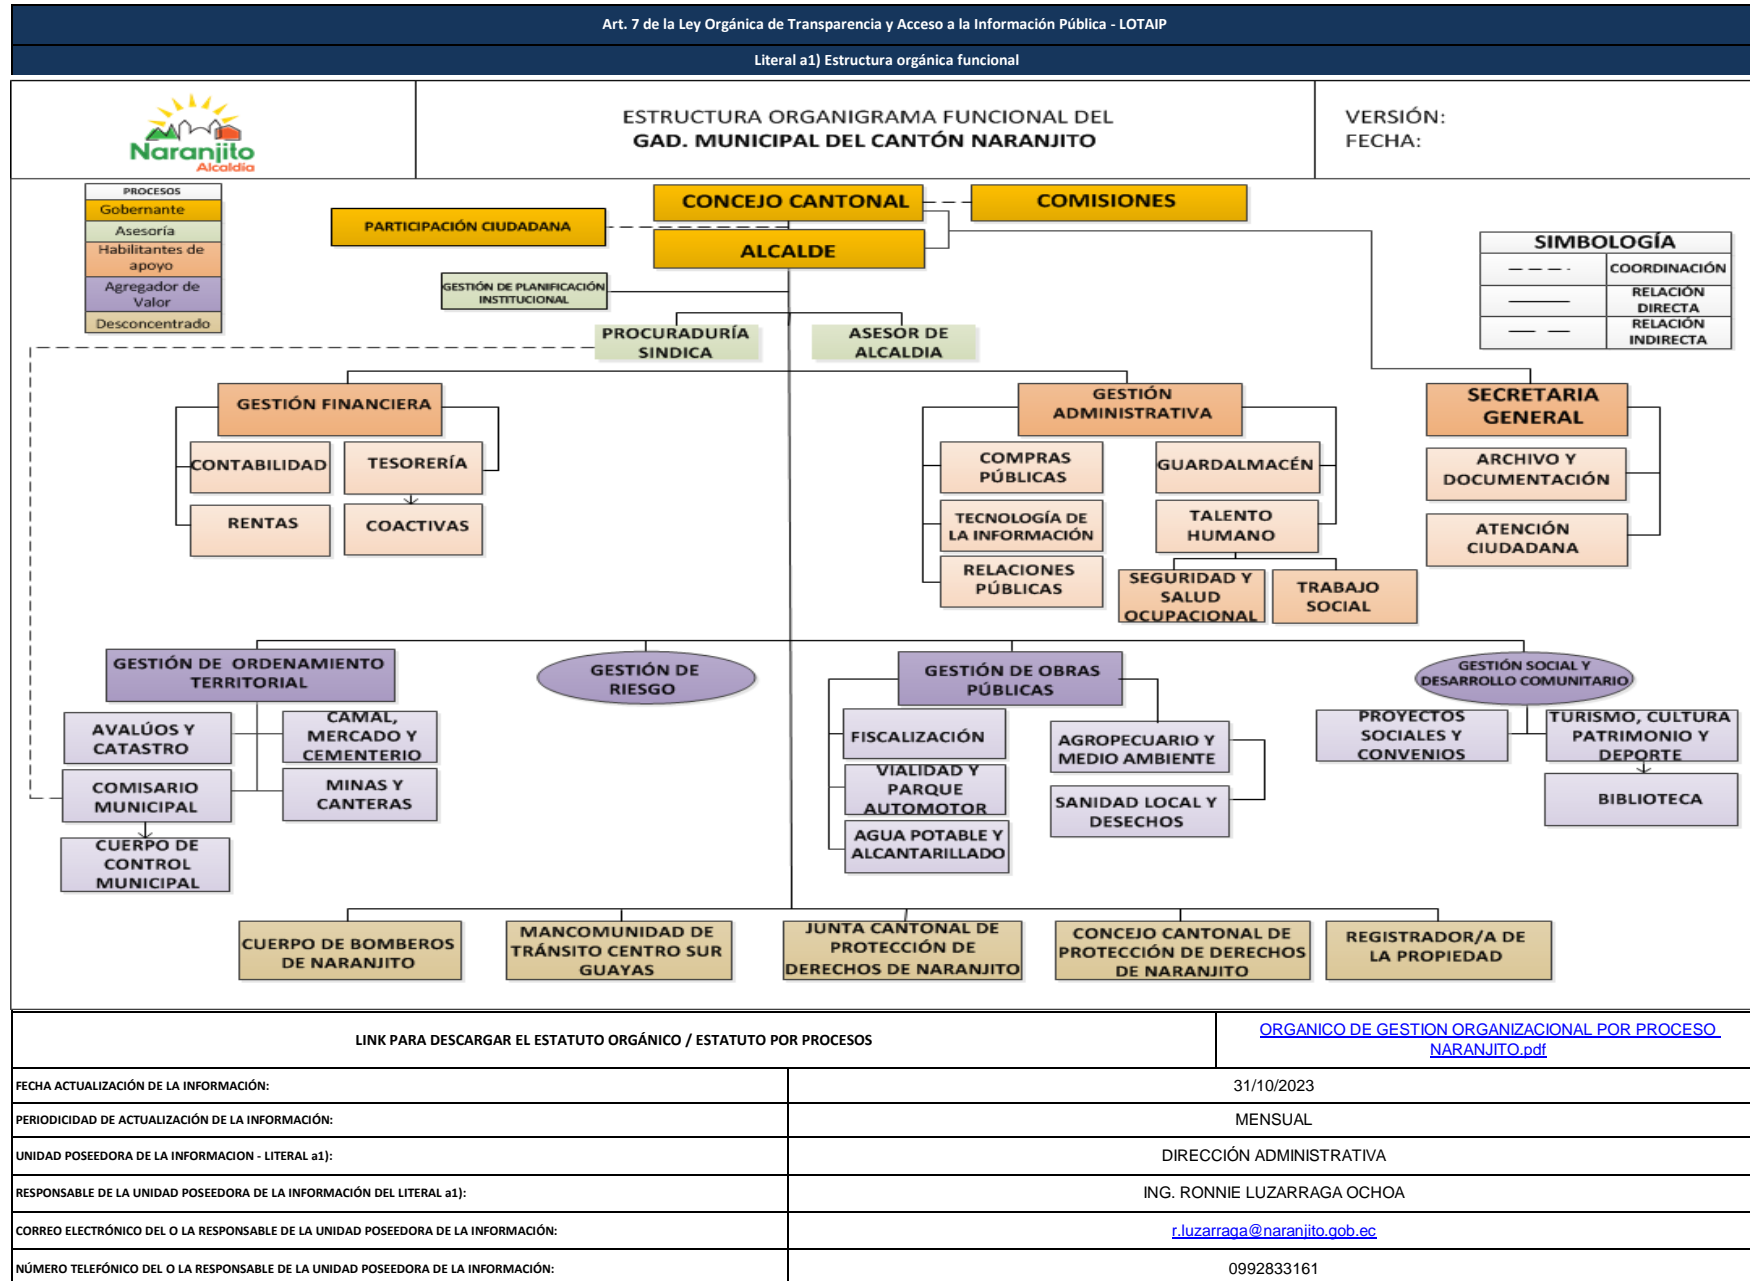 Art. 7 de la Ley Orgánica de Transparencia y Acceso a la Información Pública - LOTAIP
Literal a1) Estructura orgánica funcional
Naranjito
Alcaldía
ESTRUCTURA ORGANIGRAMA FUNCIONAL DEL
GAD. MUNICIPAL DEL CANTÓN NARANJITO
VERSIÓN:
FECHA:
PROCESOS
Gobernante
Asesoría
Habilitantes de
apoyo
Agregador de
Valor
Desconcentrado
CONCEJO CANTONAL
COMISIONES
PARTICIPACIÓN CIUDADANA
ALCALDE
SIMBOLOGÍA
COORDINACIÓN
RELACIÓN
DIRECTA
RELACIÓN
INDIRECTA
GESTIÓN DE PLANIFICACIÓN
INSTITUCIONAL
PROCURADURÍA
SINDICA
ASESOR DE
ALCALDIA
GESTIÓN FINANCIERA
CONTABILIDAD
TESORERÍA
RENTAS
COACTIVAS
GESTIÓN
ADMINISTRATIVA
COMPRAS
PÚBLICAS
GUARDALMACÉN
TECNOLOGÍA DE
LA INFORMACIÓN
TALENTO
HUMANO
RELACIONES
PÚBLICAS
SEGURIDAD Y
SALUD
OCUPACIONAL
TRABAJO
SOCIAL
SECRETARIA
GENERAL
ARCHIVO Y
DOCUMENTACIÓN
ATENCIÓN
CIUDADANA
GESTIÓN DE ORDENAMIENTO
TERRITORIAL
AVALÚOS Y
CATASTRO
CAMAL,
MERCADO Y
CEMENTERIO
COMISARIO
MUNICIPAL
MINAS Y
CANTERAS
CUERPO DE
CONTROL
MUNICIPAL
GESTIÓN DE
RIESGO
GESTIÓN DE OBRAS
PÚBLICAS
FISCALIZACIÓN
AGROPECUARIO Y
MEDIO AMBIENTE
VIALIDAD Y
PARQUE
AUTOMOTOR
SANIDAD LOCAL Y
DESECHOS
AGUA POTABLE Y
ALCANTARILLADO
GESTIÓN SOCIAL Y
DESARROLLO COMUNITARIO
PROYECTOS
SOCIALES Y
CONVENIOS
TURISMO, CULTURA
PATRIMONIO Y
DEPORTE
BIBLIOTECA
CUERPO DE BOMBEROS
DE NARANJITO
MANCOMUNIDAD DE
TRÁNSITO CENTRO SUR
GUAYAS
JUNTA CANTONAL DE
PROTECCIÓN DE
DERECHOS DE NARANJITO
CONCEJO CANTONAL DE
PROTECCIÓN DE DERECHOS
DE NARANJITO
REGISTRADOR/A DE
LA PROPIEDAD
LINK PARA DESCARGAR EL ESTATUTO ORGÁNICO / ESTATUTO POR PROCESOS
ORGANICO DE GESTION ORGANIZACIONAL POR PROCESO
NARANJITO.pdf
FECHA ACTUALIZACIÓN DE LA INFORMACIÓN:
31/10/2023
PERIODICIDAD DE ACTUALIZACIÓN DE LA INFORMACIÓN:
MENSUAL
UNIDAD POSEEDORA DE LA INFORMACION - LITERAL a1):
DIRECCIÓN ADMINISTRATIVA
RESPONSABLE DE LA UNIDAD POSEEDORA DE LA INFORMACIÓN DEL LITERAL a1):
ING. RONNIE LUZARRAGA OCHOA
CORREO ELECTRÓNICO DEL O LA RESPONSABLE DE LA UNIDAD POSEEDORA DE LA INFORMACIÓN:
r.luzarraga@naranjito.gob.ec
NÚMERO TELEFÓNICO DEL O LA RESPONSABLE DE LA UNIDAD POSEEDORA DE LA INFORMACIÓN:
0992833161